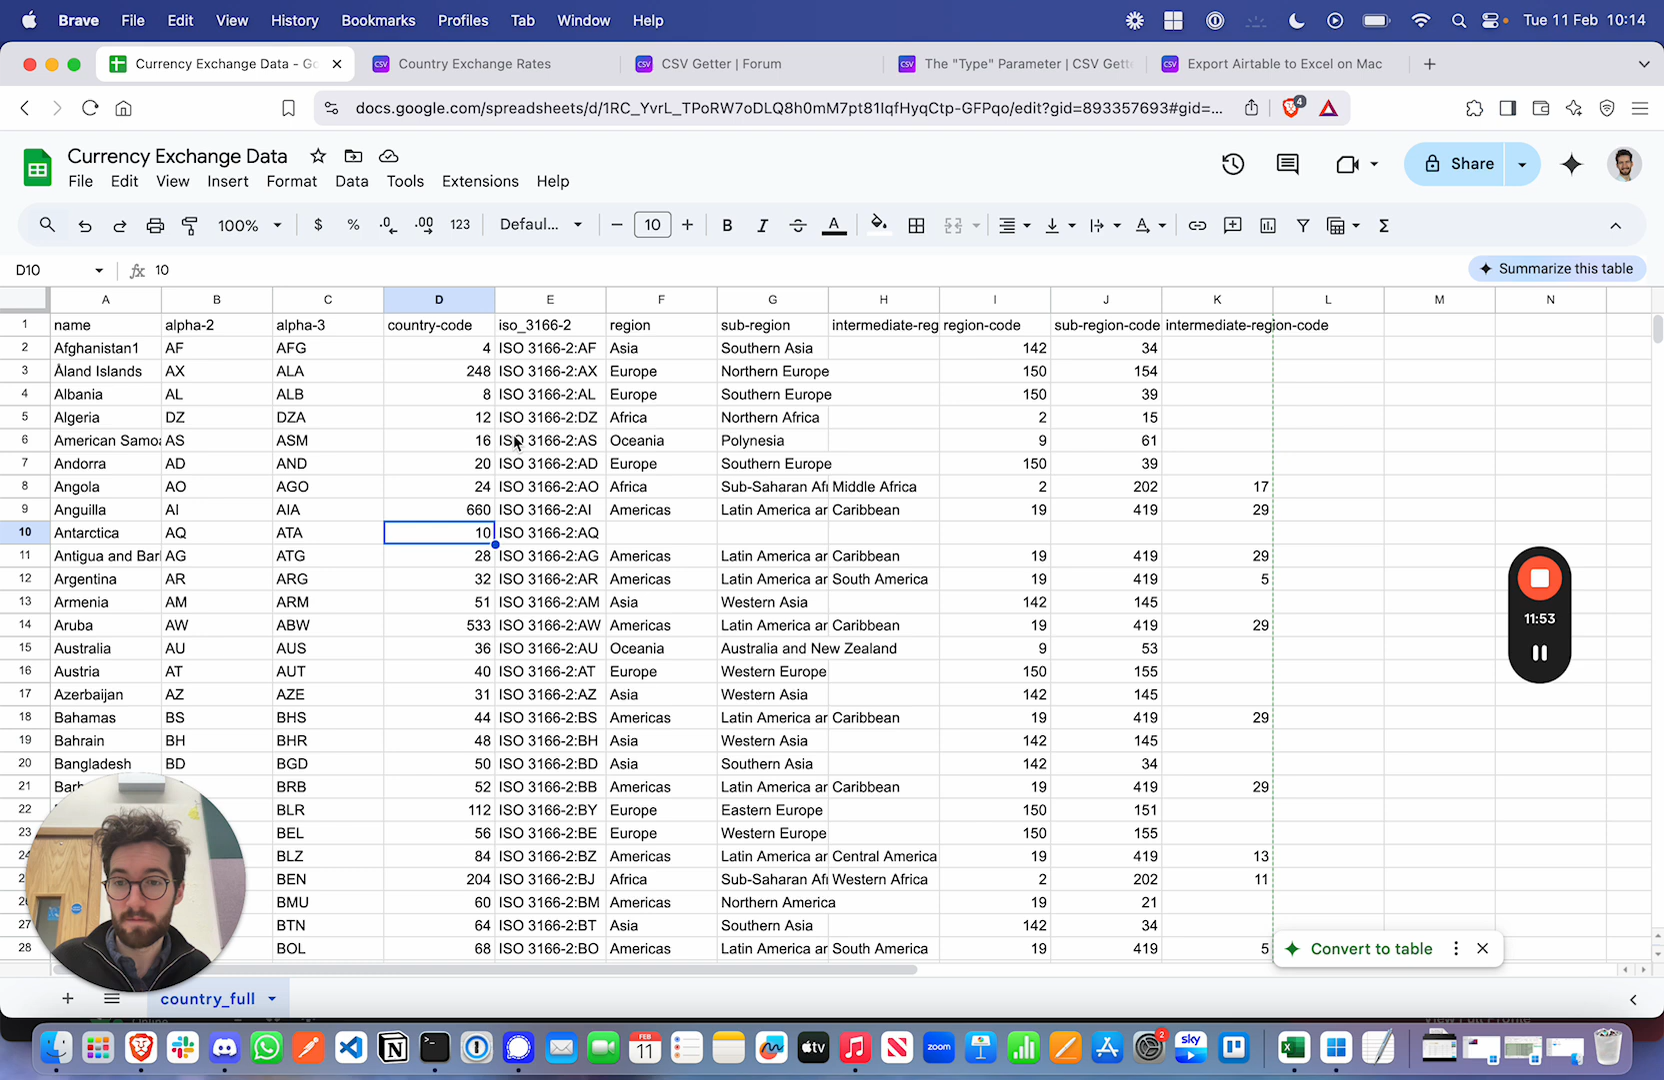 Brave File Edit View History Bookmarks Profiles Tab Window Help Tue 11 Feb 10:14
Currency Exchange Data - Go CSV Country Exchange Rates CSV CSV Getter | Forum CSV The "Type" Parameter | CSV Gette CSV Export Airtable to Excel on Mac
docs.google.com/spreadsheets/d/1RC_YvrL_TPoRW7oDLQ8h0mM7pt81lqfHyqCtp-GFPqo/edit?gid=893357693#gid=... 4
Currency Exchange Data
Share
File Edit View Insert Format Data Tools Extensions Help
100% $ % .0 .00 123 Defaul... − 10 + B I A Σ
D10 fx 10 Summarize this table
A B C D E F G H I J K L M N
1 name alpha-2 alpha-3 country-code iso_3166-2 region sub-region intermediate-reg region-code sub-region-code intermediate-region-code
2 Afghanistan1 AF AFG 4 ISO 3166-2:AF Asia Southern Asia 142 34
3 Åland Islands AX ALA 248 ISO 3166-2:AX Europe Northern Europe 150 154
4 Albania AL ALB 8 ISO 3166-2:AL Europe Southern Europe 150 39
5 Algeria DZ DZA 12 ISO 3166-2:DZ Africa Northern Africa 2 15
6 American Samoa AS ASM 16 ISO 3166-2:AS Oceania Polynesia 9 61
7 Andorra AD AND 20 ISO 3166-2:AD Europe Southern Europe 150 39
8 Angola AO AGO 24 ISO 3166-2:AO Africa Sub-Saharan Afr Middle Africa 2 202 17
9 Anguilla AI AIA 660 ISO 3166-2:AI Americas Latin America ar Caribbean 19 419 29
10 Antarctica AQ ATA 10 ISO 3166-2:AQ
11 Antigua and Bar AG ATG 28 ISO 3166-2:AG Americas Latin America ar Caribbean 19 419 29
12 Argentina AR ARG 32 ISO 3166-2:AR Americas Latin America ar South America 19 419 5
13 Armenia AM ARM 51 ISO 3166-2:AM Asia Western Asia 142 145
14 Aruba AW ABW 533 ISO 3166-2:AW Americas Latin America ar Caribbean 19 419 29
15 Australia AU AUS 36 ISO 3166-2:AU Oceania Australia and New Zealand 9 53
16 Austria AT AUT 40 ISO 3166-2:AT Europe Western Europe 150 155
17 Azerbaijan AZ AZE 31 ISO 3166-2:AZ Asia Western Asia 142 145
18 Bahamas BS BHS 44 ISO 3166-2:BS Americas Latin America ar Caribbean 19 419 29
19 Bahrain BH BHR 48 ISO 3166-2:BH Asia Western Asia 142 145
20 Bangladesh BD BGD 50 ISO 3166-2:BD Asia Southern Asia 142 34
21 Barb BRB 52 ISO 3166-2:BB Americas Latin America ar Caribbean 19 419 29
22 BLR 112 ISO 3166-2:BY Europe Eastern Europe 150 151
23 BEL 56 ISO 3166-2:BE Europe Western Europe 150 155
24 BLZ 84 ISO 3166-2:BZ Americas Latin America ar Central America 19 419 13
2 BEN 204 ISO 3166-2:BJ Africa Sub-Saharan Afr Western Africa 2 202 11
26 BMU 60 ISO 3166-2:BM Americas Northern America 19 21
27 BTN 64 ISO 3166-2:BT Asia Southern Asia 142 34
28 BOL 68 ISO 3166-2:BO Americas Latin America ar South America 19 419 5
11:53
Convert to table
country_full
FEB 11 tv zoom sky 2